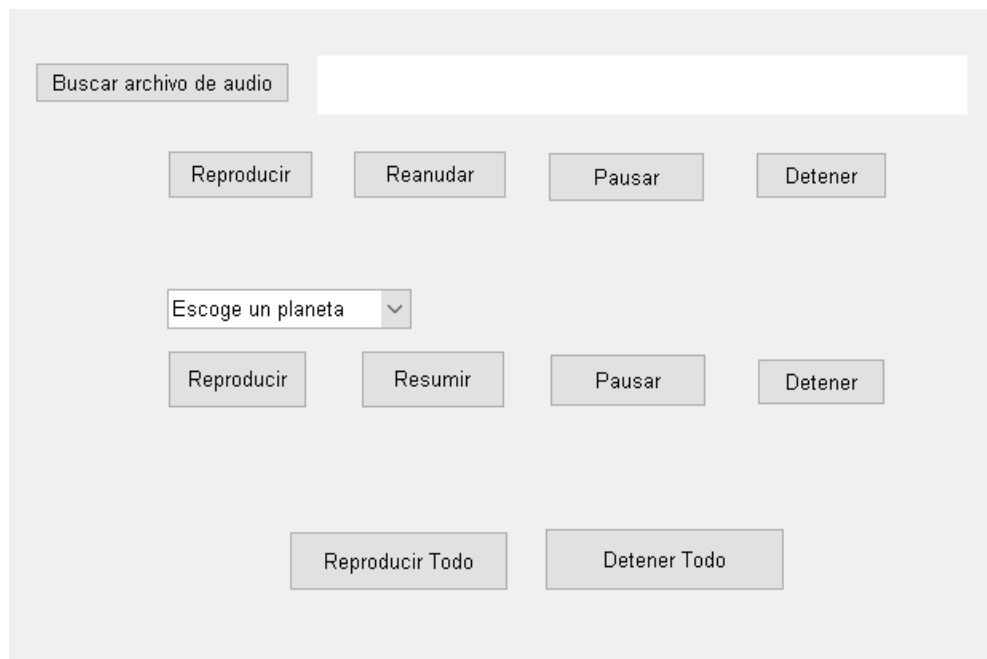 Buscar archivo de audio
Reproducir Reanudar Pausar Detener
Escoge un planeta
Reproducir Resumir Pausar Detener
Reproducir Todo Detener Todo